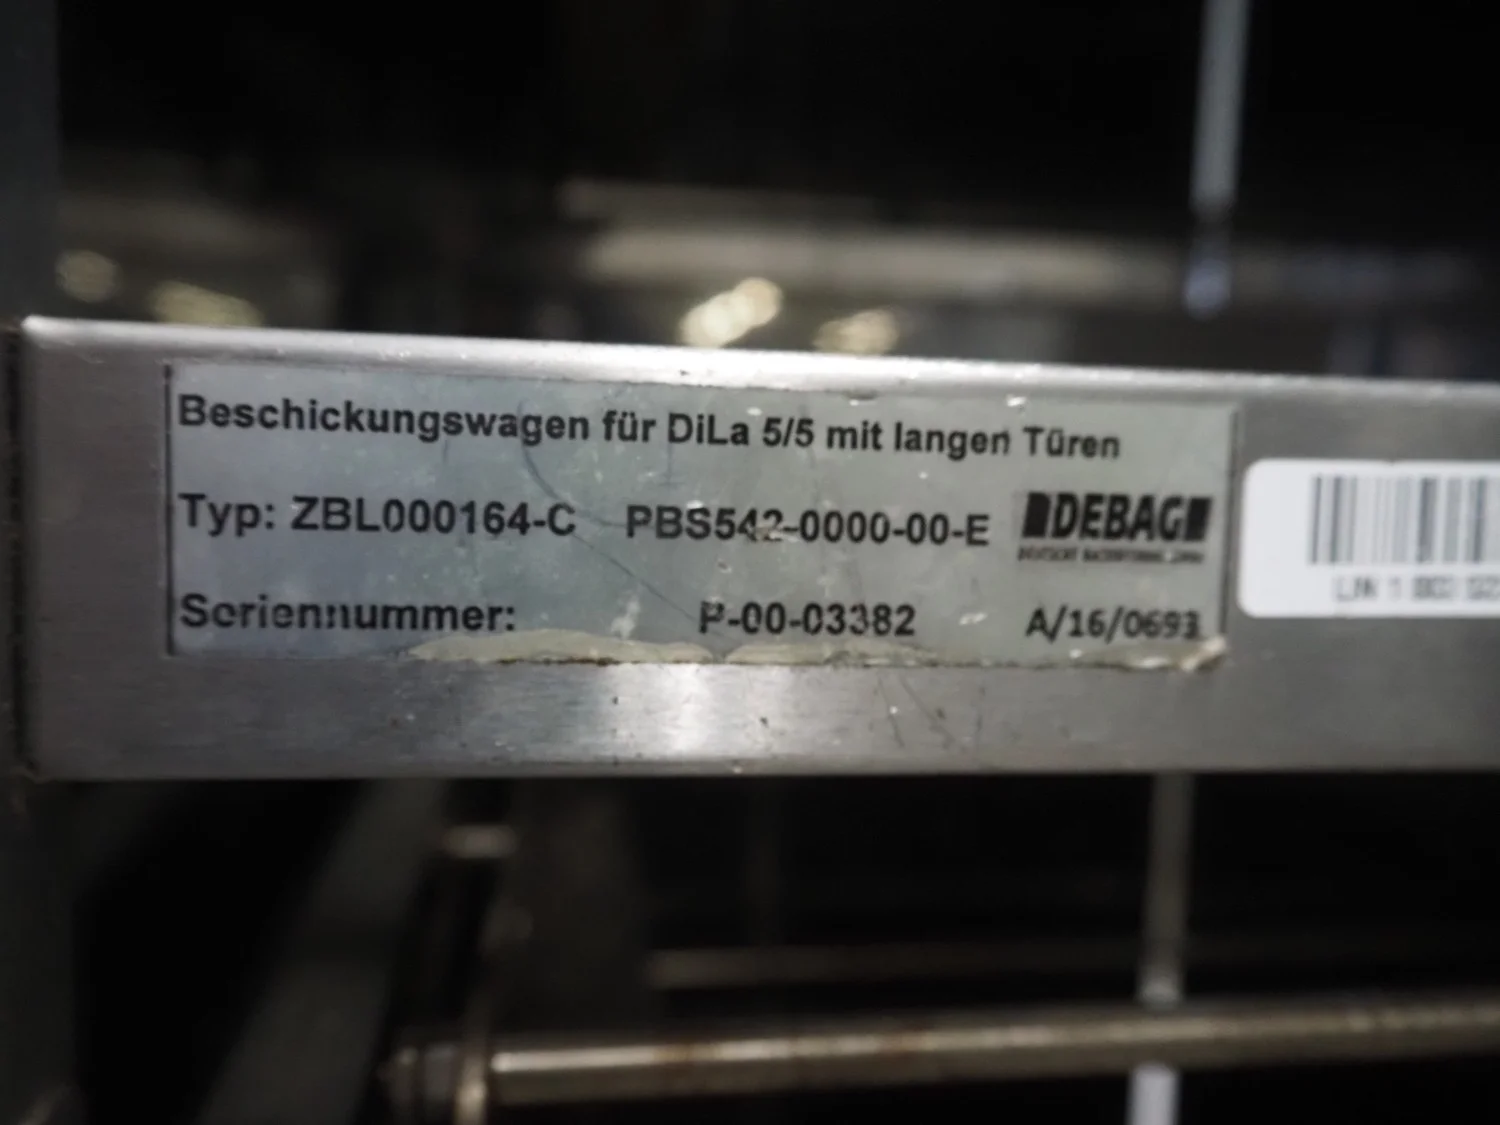 Beschickungswagen für DiLa 5/5 mit langen Türen
Typ: ZBL000164-C PBS542-0000-00-E DEBAG
Seriennummer: P-00-03382 A/16/0693